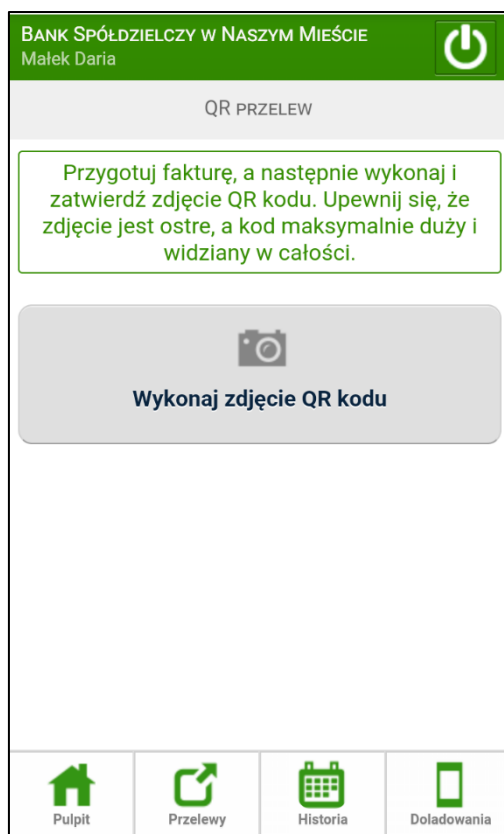 BANK SPÓŁDZIELCZY W NASZYM MIEŚCIE
Małek Daria
QR PRZELEW
Przygotuj fakturę, a następnie wykonaj i
zatwierdź zdjęcie QR kodu. Upewnij się, że
zdjęcie jest ostre, a kod maksymalnie duży i
widziany w całości.
Wykonaj zdjęcie QR kodu
Pulpit
Przelewy
Historia
Doladowania